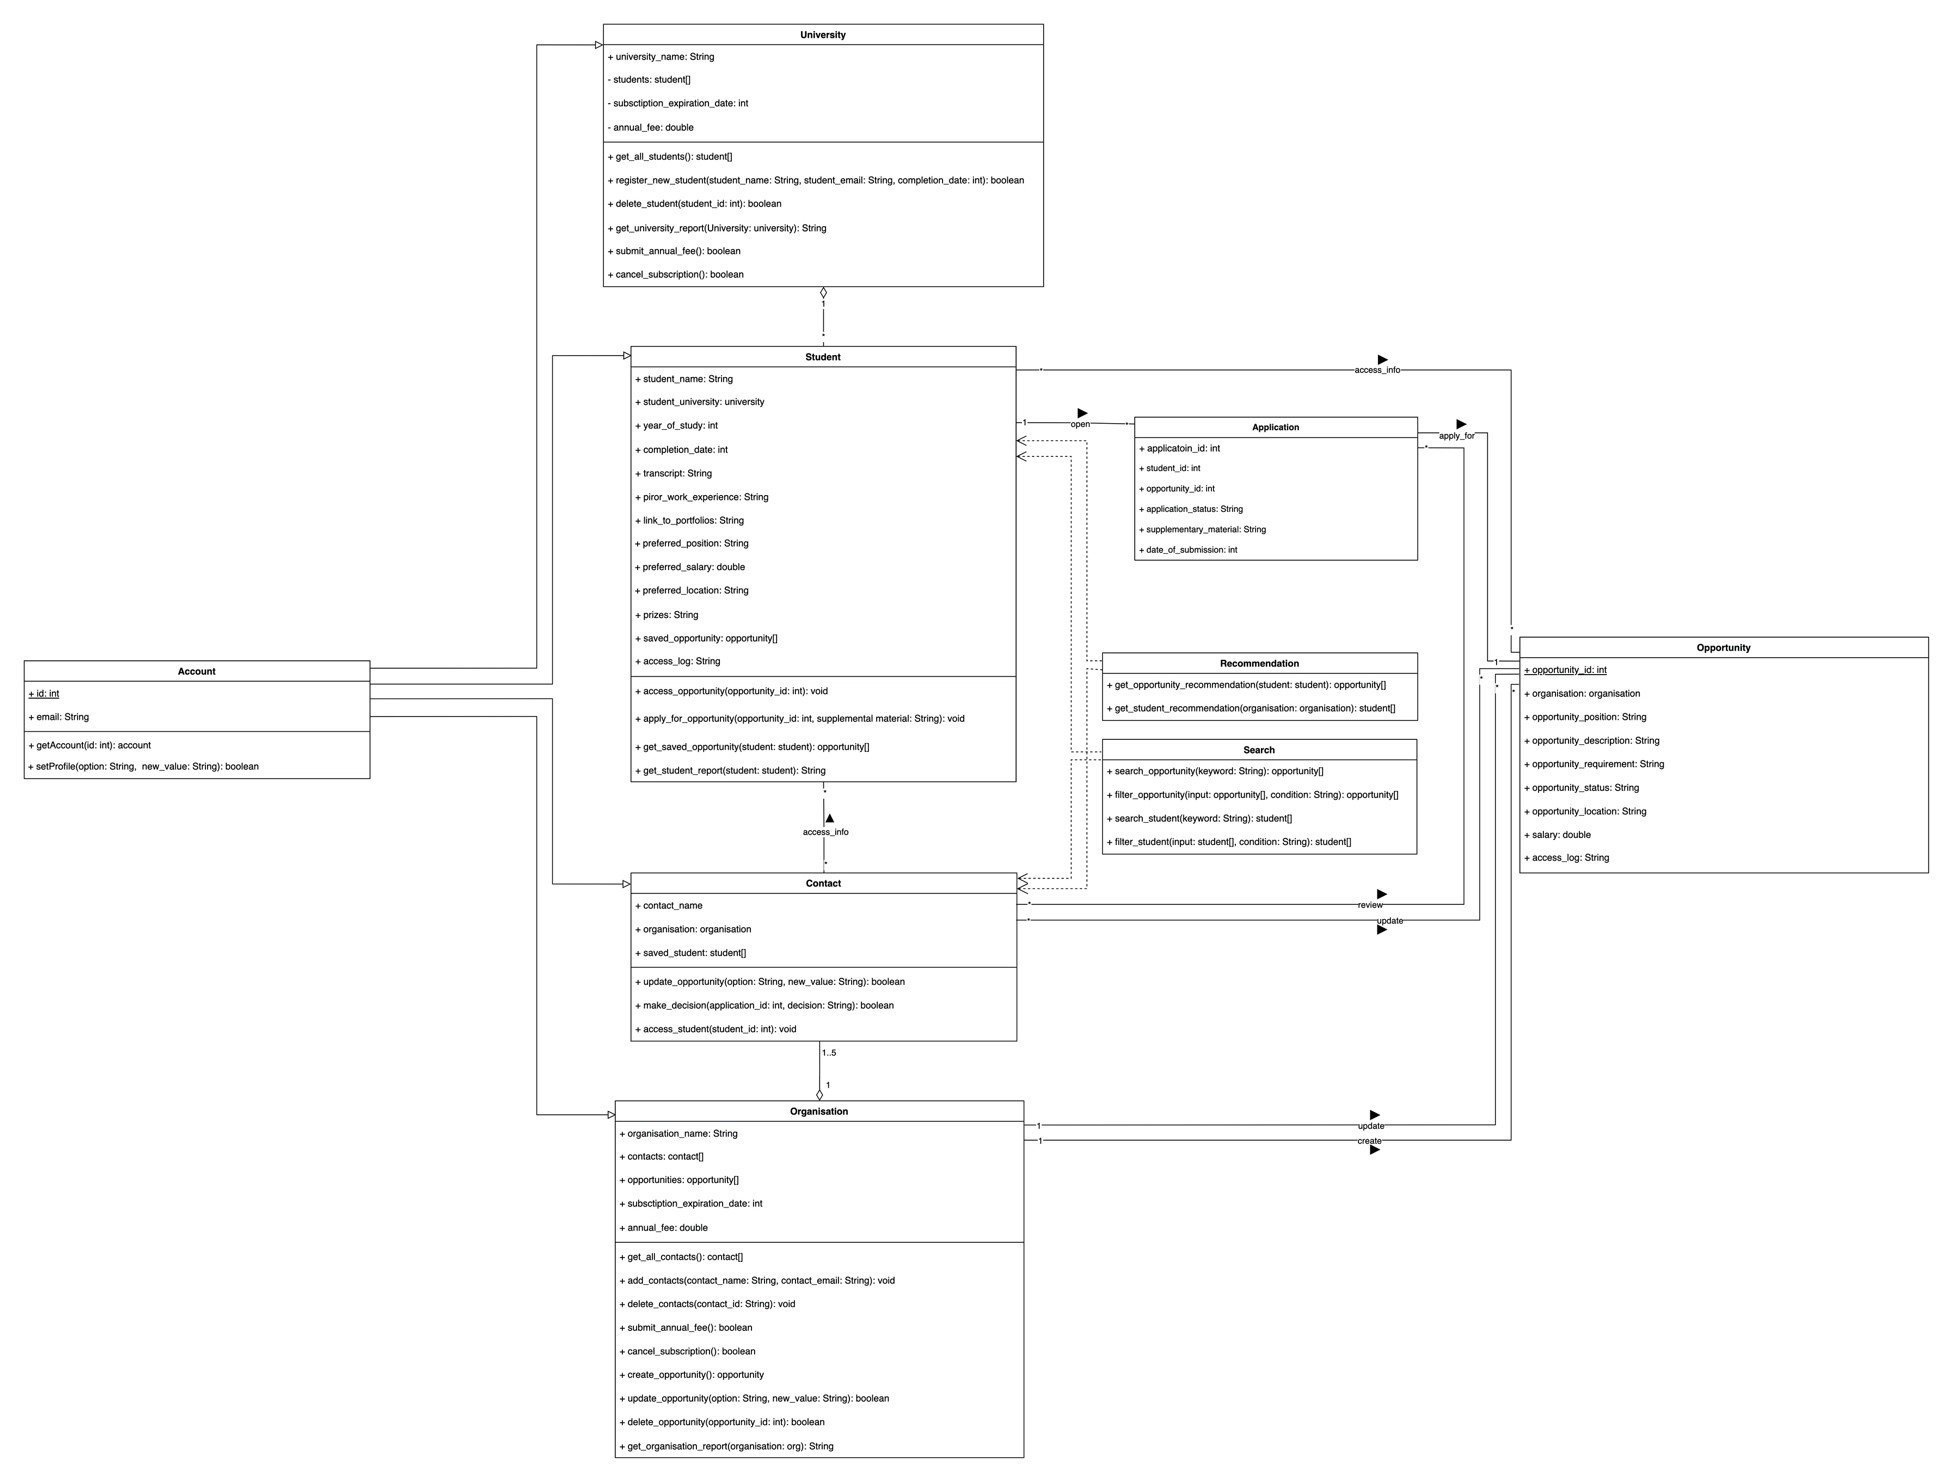 University
+ university_name: String
- students: student[]
- subsctiption_expiration_date: int
- annual_fee: double
+ get_all_students(): student[]
+ register_new_student(student_name: String, student_email: String, completion_date: int): boolean
+ delete_student(student_id: int): boolean
+ get_university_report(University: university): String
+ submit_annual_fee(): boolean
+ cancel_subscription(): boolean
1
*
Student
+ student_name: String
+ student_university: university
+ year_of_study: int
+ completion_date: int
+ transcript: String
+ piror_work_experience: String
+ link_to_portfolios: String
+ preferred_position: String
+ preferred_salary: double
+ preferred_location: String
+ prizes: String
+ saved_opportunity: opportunity[]
+ access_log: String
+ access_opportunity(opportunity_id: int): void
+ apply_for_opportunity(opportunity_id: int, supplemental material: String): void
+ get_saved_opportunity(student: student): opportunity[]
+ get_student_report(student: student): String
* access_info *
1 open *
Application
+ applicatoin_id: int
+ student_id: int
+ opportunity_id: int
+ application_status: String
+ supplementary_material: String
+ date_of_submission: int
apply_for
1
*
Account
+ id: int
+ email: String
+ getAccount(id: int): account
+ setProfile(option: String,  new_value: String): boolean
Recommendation
+ get_opportunity_recommendation(student: student): opportunity[]
+ get_student_recommendation(organisation: organisation): student[]
Search
+ search_opportunity(keyword: String): opportunity[]
+ filter_opportunity(input: opportunity[], condition: String): opportunity[]
+ search_student(keyword: String): student[]
+ filter_student(input: student[], condition: String): student[]
Opportunity
+ opportunity_id: int
+ organisation: organisation
+ opportunity_position: String
+ opportunity_description: String
+ opportunity_requirement: String
+ opportunity_status: String
+ opportunity_location: String
+ salary: double
+ access_log: String
*
*
*
*
access_info
*
Contact
+ contact_name
+ organisation: organisation
+ saved_student: student[]
+ update_opportunity(option: String, new_value: String): boolean
+ make_decision(application_id: int, decision: String): boolean
+ access_student(student_id: int): void
* review
* update
1..5
1
Organisation
+ organisation_name: String
+ contacts: contact[]
+ opportunities: opportunity[]
+ subsctiption_expiration_date: int
+ annual_fee: double
+ get_all_contacts(): contact[]
+ add_contacts(contact_name: String, contact_email: String): void
+ delete_contacts(contact_id: String): void
+ submit_annual_fee(): boolean
+ cancel_subscription(): boolean
+ create_opportunity(): opportunity
+ update_opportunity(option: String, new_value: String): boolean
+ delete_opportunity(opportunity_id: int): boolean
+ get_organisation_report(organisation: org): String
1 update
1 create